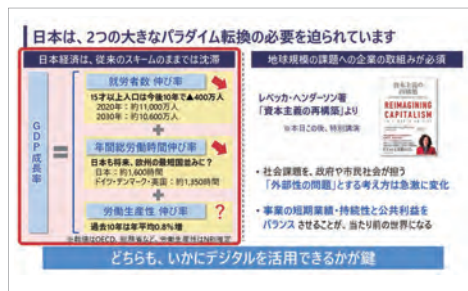 日本は、2つの大きなパラダイム転換の必要を迫られています
日本経済は、従来のスキームのままでは沈滞
GDP成長率
=
就労者数 伸び率
15才以上人口は今後10年で▲400万人
2020年：約11,000万人
2030年：約10,600万人
+
年間総労働時間伸び率
日本も将来、欧州の最短国並みに？
日本：約1,600時間
ドイツ・デンマーク・英国：約1,350時間
+
労働生産性 伸び率
?
過去10年は年平均0.8%増
地球規模の課題への企業の取組みが必須
レベッカ・ヘンダーソン著
「資本主義の再構築」より
※本日この後、特別講演
資本主義の
再構築
REIMAGINING
CAPITALISM
・社会課題を、政府や市民社会が担う
「外部性の問題」とする考え方は急激に変化
・事業の短期業績・持続性と公共利益を
バランスさせることが、当たり前の世界になる
どちらも、いかにデジタルを活用できるかが鍵